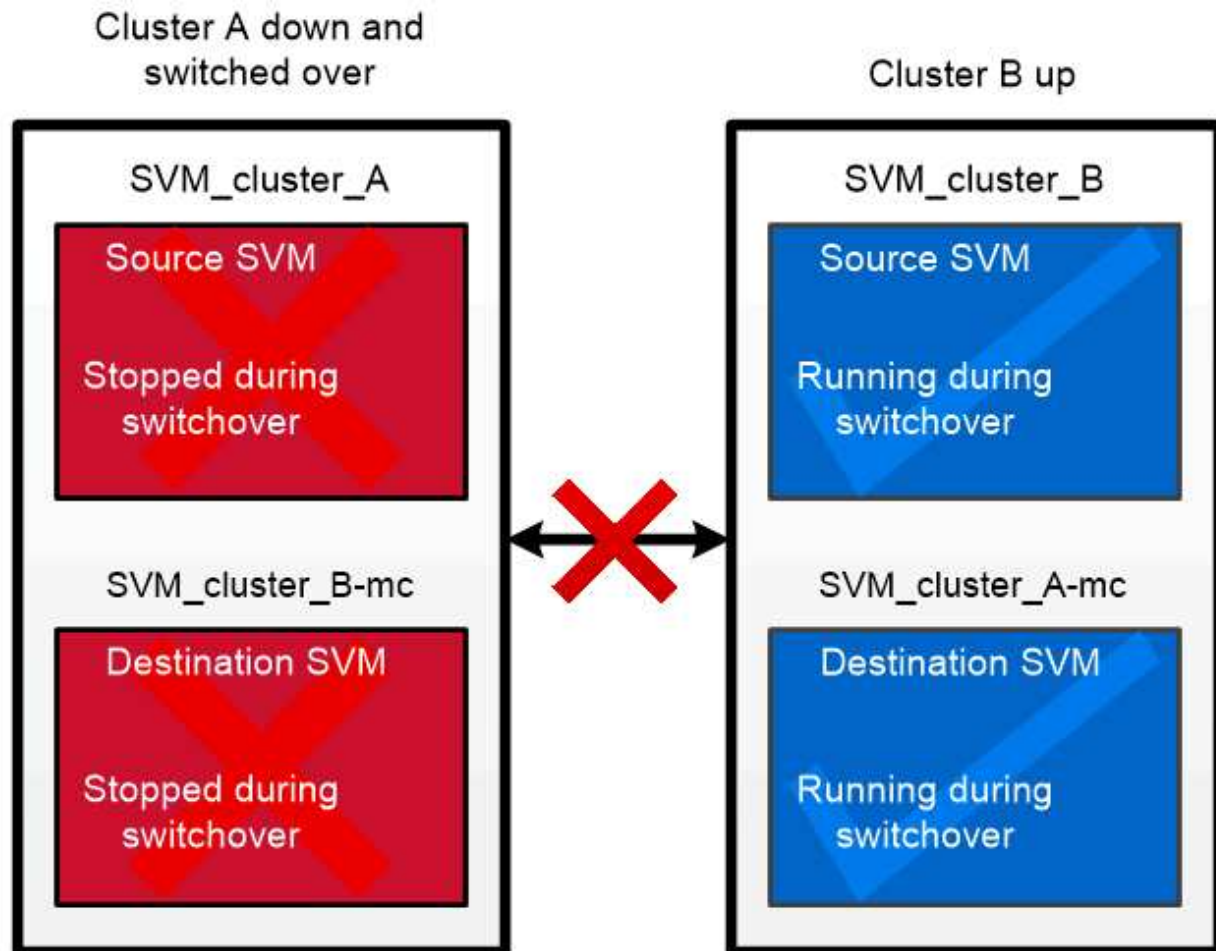 Cluster A down and
switched over
SVM_cluster_A
Source SVM
Stopped during
switchover
SVM_cluster_B-mc
Destination SVM
Stopped during
switchover
Cluster B up
SVM_cluster_B
Source SVM
Running during
switchover
SVM_cluster_A-mc
Destination SVM
Running during
switchover